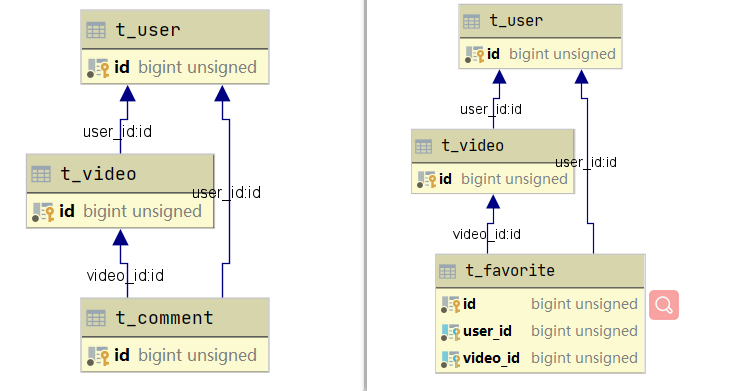 t_user
id bigint unsigned
user_id:id
t_video
user_id:id
id bigint unsigned
video_id:id
t_comment
id bigint unsigned
t_user
id bigint unsigned
user_id:id
t_video
user_id:id
id bigint unsigned
video_id:id
t_favorite
id bigint unsigned
user_id bigint unsigned
video_id bigint unsigned